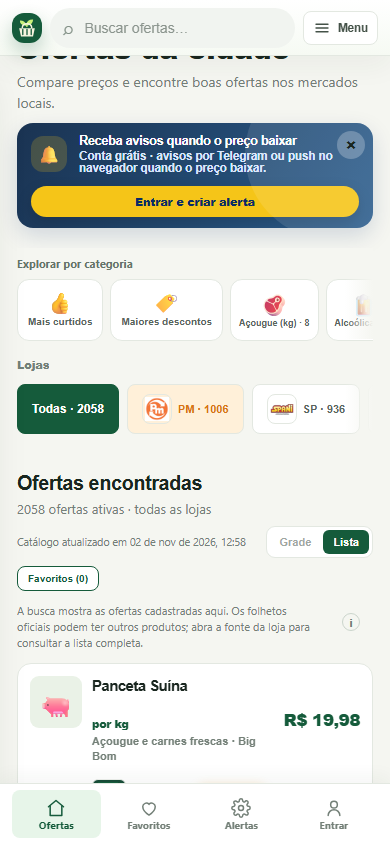 Buscar ofertas...
Menu
Ofertas da Cidade
Compare preços e encontre boas ofertas nos mercados
locais.
Receba avisos quando o preço baixar
Conta grátis · avisos por Telegram ou push no
navegador quando o preço baixar.
Entrar e criar alerta
Explorar por categoria
Mais curtidos
Maiores descontos
Açougue (kg) · 8
Lojas
Todas · 2058
Pm
PM · 1006
SPANI
SP · 936
Ofertas encontradas
2058 ofertas ativas · todas as lojas
Catálogo atualizado em 02 de nov de 2026, 12:58
Grade
Lista
Favoritos (0)
A busca mostra as ofertas cadastradas aqui. Os folhetos
oficiais podem ter outros produtos; abra a fonte da loja para
consultar a lista completa.
i
Panceta Suína
por kg
R$ 19,98
Açougue e carnes frescas · Big
Bom
Ofertas
Favoritos
Alertas
Entrar